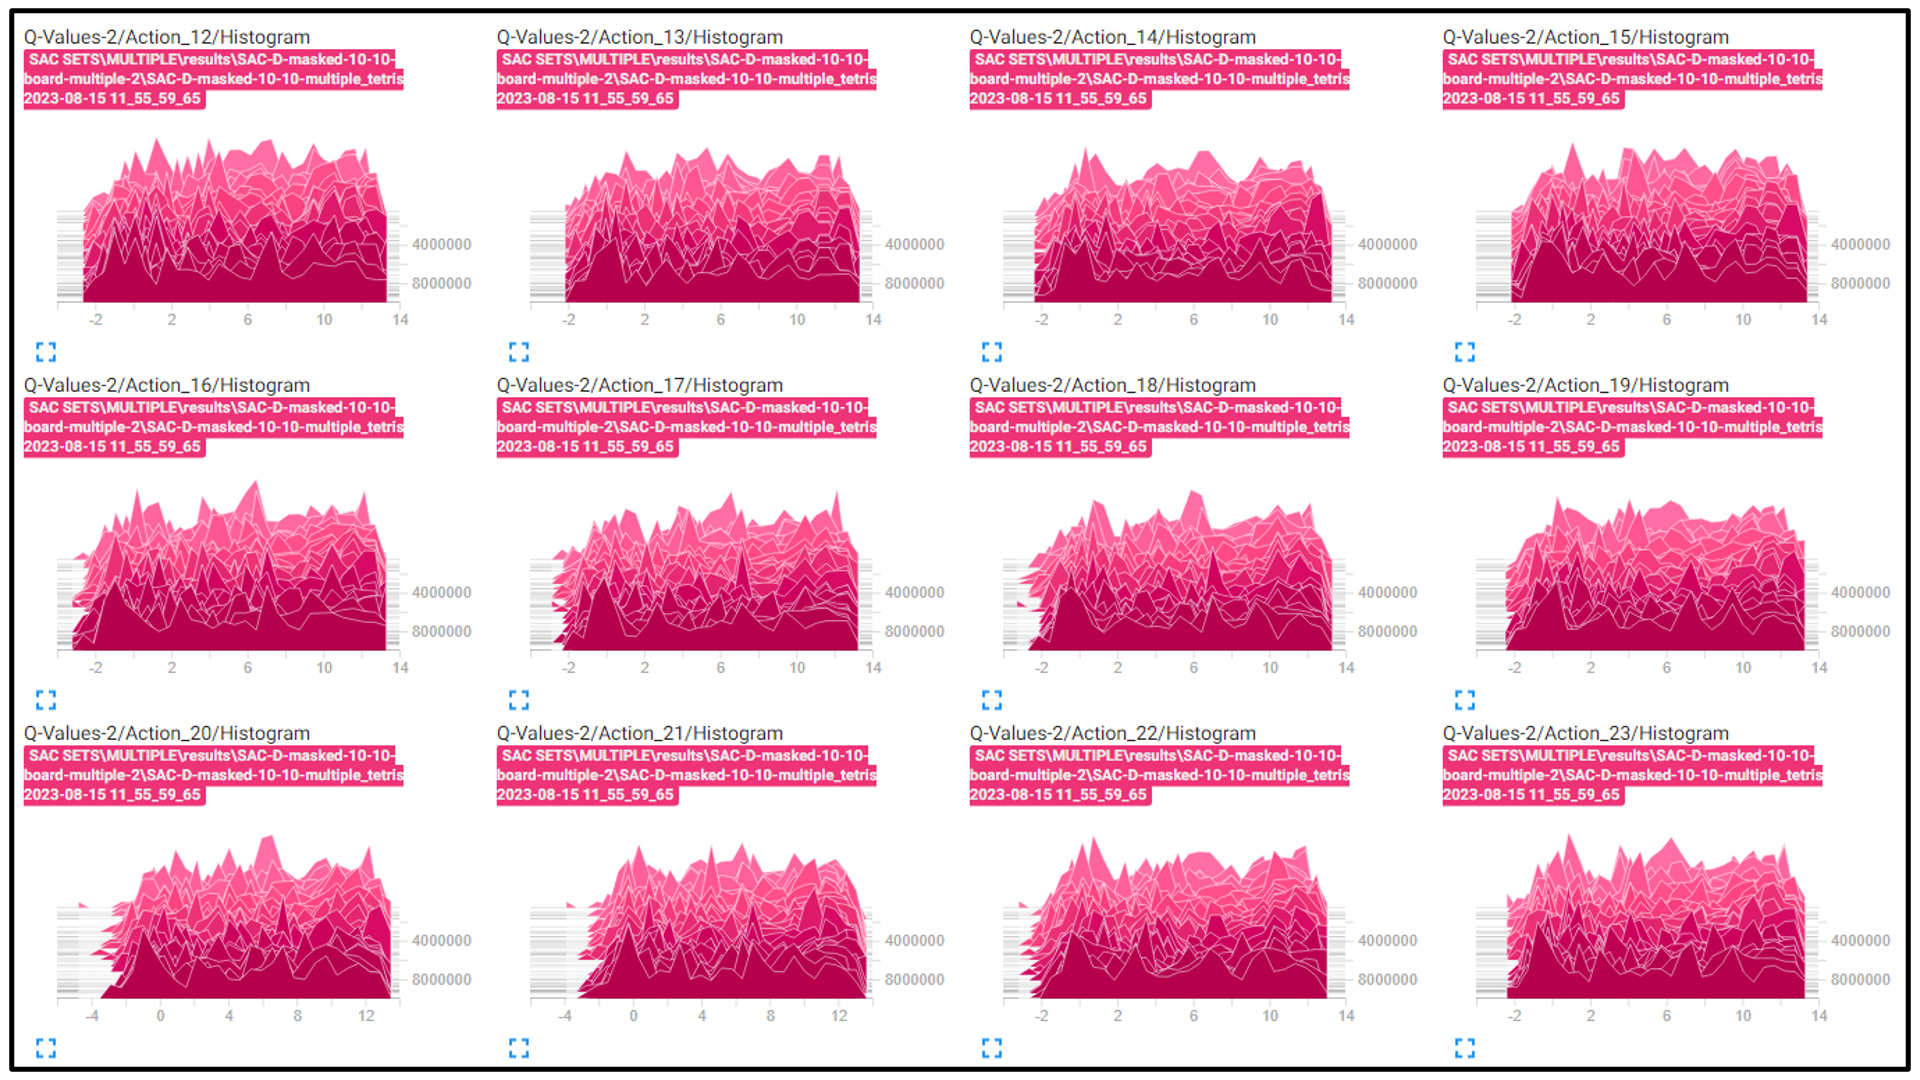 Q-Values-2/Action_12/Histogram
SAC SETS\MULTIPLE\results\SAC-D-masked-10-10-
board-multiple-2\SAC-D-masked-10-10-multiple_tetris
2023-08-15 11_55_59_65
4000000
8000000
-2 2 6 10 14
Q-Values-2/Action_13/Histogram
SAC SETS\MULTIPLE\results\SAC-D-masked-10-10-
board-multiple-2\SAC-D-masked-10-10-multiple_tetris
2023-08-15 11_55_59_65
4000000
8000000
-2 2 6 10 14
Q-Values-2/Action_14/Histogram
SAC SETS\MULTIPLE\results\SAC-D-masked-10-10-
board-multiple-2\SAC-D-masked-10-10-multiple_tetris
2023-08-15 11_55_59_65
4000000
8000000
-2 2 6 10 14
Q-Values-2/Action_15/Histogram
SAC SETS\MULTIPLE\results\SAC-D-masked-10-10-
board-multiple-2\SAC-D-masked-10-10-multiple_tetris
2023-08-15 11_55_59_65
4000000
8000000
-2 2 6 10 14
Q-Values-2/Action_16/Histogram
SAC SETS\MULTIPLE\results\SAC-D-masked-10-10-
board-multiple-2\SAC-D-masked-10-10-multiple_tetris
2023-08-15 11_55_59_65
4000000
8000000
-2 2 6 10 14
Q-Values-2/Action_17/Histogram
SAC SETS\MULTIPLE\results\SAC-D-masked-10-10-
board-multiple-2\SAC-D-masked-10-10-multiple_tetris
2023-08-15 11_55_59_65
4000000
8000000
-2 2 6 10 14
Q-Values-2/Action_18/Histogram
SAC SETS\MULTIPLE\results\SAC-D-masked-10-10-
board-multiple-2\SAC-D-masked-10-10-multiple_tetris
2023-08-15 11_55_59_65
4000000
8000000
-2 2 6 10 14
Q-Values-2/Action_19/Histogram
SAC SETS\MULTIPLE\results\SAC-D-masked-10-10-
board-multiple-2\SAC-D-masked-10-10-multiple_tetris
2023-08-15 11_55_59_65
4000000
8000000
-2 2 6 10 14
Q-Values-2/Action_20/Histogram
SAC SETS\MULTIPLE\results\SAC-D-masked-10-10-
board-multiple-2\SAC-D-masked-10-10-multiple_tetris
2023-08-15 11_55_59_65
4000000
8000000
-4 0 4 8 12
Q-Values-2/Action_21/Histogram
SAC SETS\MULTIPLE\results\SAC-D-masked-10-10-
board-multiple-2\SAC-D-masked-10-10-multiple_tetris
2023-08-15 11_55_59_65
4000000
8000000
-4 0 4 8 12
Q-Values-2/Action_22/Histogram
SAC SETS\MULTIPLE\results\SAC-D-masked-10-10-
board-multiple-2\SAC-D-masked-10-10-multiple_tetris
2023-08-15 11_55_59_65
4000000
8000000
-2 2 6 10 14
Q-Values-2/Action_23/Histogram
SAC SETS\MULTIPLE\results\SAC-D-masked-10-10-
board-multiple-2\SAC-D-masked-10-10-multiple_tetris
2023-08-15 11_55_59_65
4000000
8000000
-2 2 6 10 14